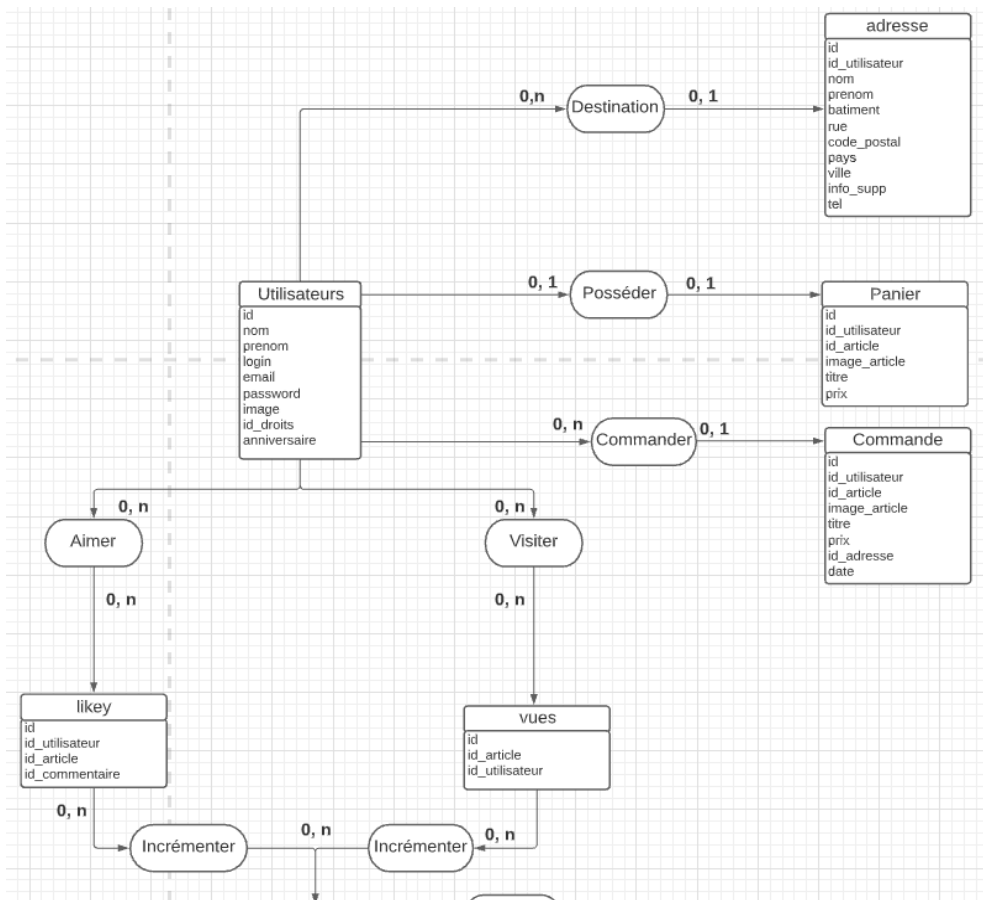 adresse
id
id_utilisateur
nom
prenom
batiment
rue
code_postal
pays
ville
info_supp
tel
0,n
Destination
0, 1
Utilisateurs
id
nom
prenom
login
email
password
image
id_droits
anniversaire
0, 1
Posséder
0, 1
Panier
id
id_utilisateur
id_article
image_article
titre
prix
0, n
Commander
0, 1
Commande
id
id_utilisateur
id_article
image_article
titre
prix
id_adresse
date
0, n
Aimer
0, n
0, n
Visiter
0, n
likey
id
id_utilisateur
id_article
id_commentaire
vues
id
id_article
id_utilisateur
0, n
Incrémenter
0, n
Incrémenter
0, n